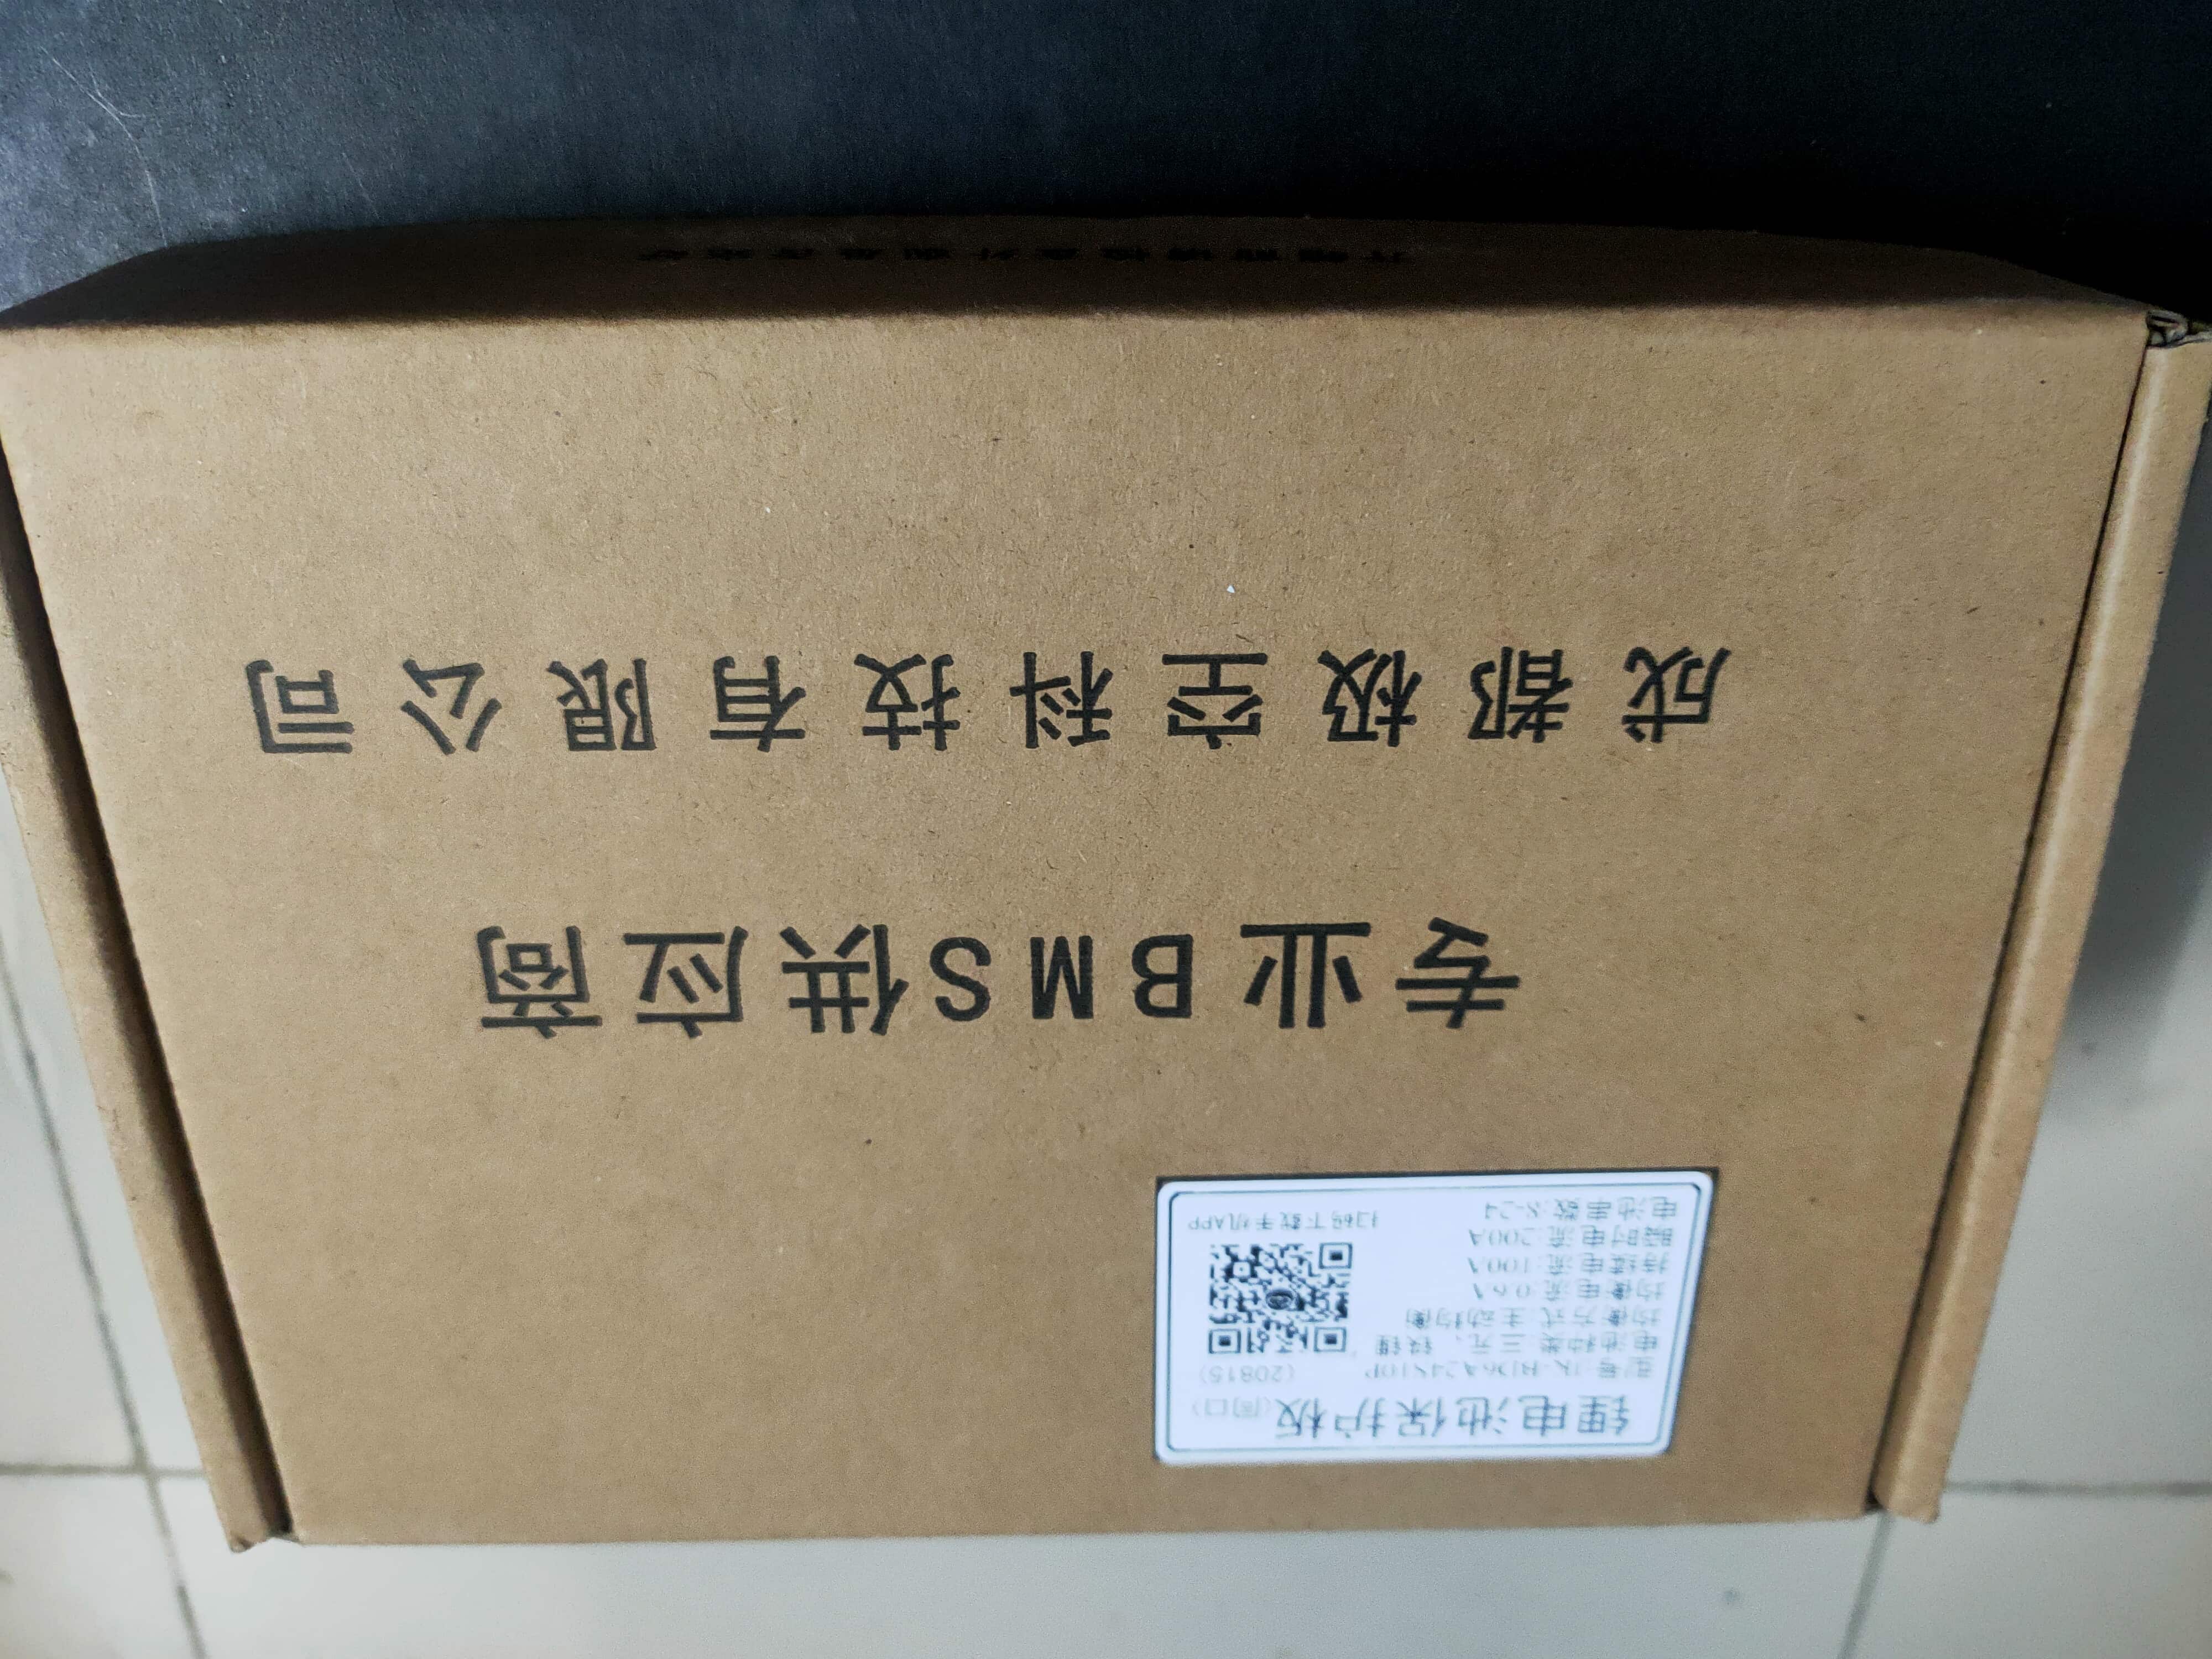 锂电池保护板(同口)
型号:JK-BD6A24S10P (20815)
电池种类:三元、铁锂
均衡方式:主动均衡
均衡电流:0.6A
持续电流:100A
瞬时电流:200A
电池串数:8-24
扫码下载手机APP
专业BMS供应商
成都极空科技有限公司